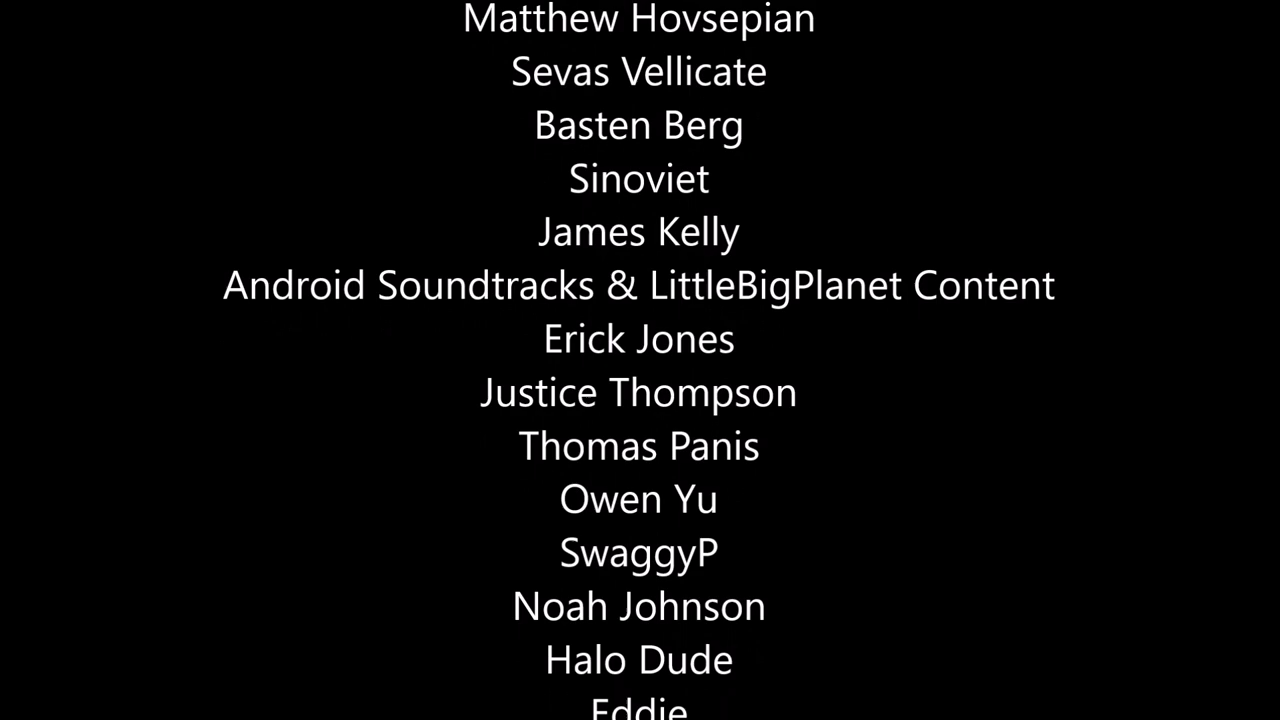 Matthew Hovsepian
Sevas Vellicate
Basten Berg
Sinoviet
James Kelly
Android Soundtracks & LittleBigPlanet Content
Erick Jones
Justice Thompson
Thomas Panis
Owen Yu
SwaggyP
Noah Johnson
Halo Dude
Eddie